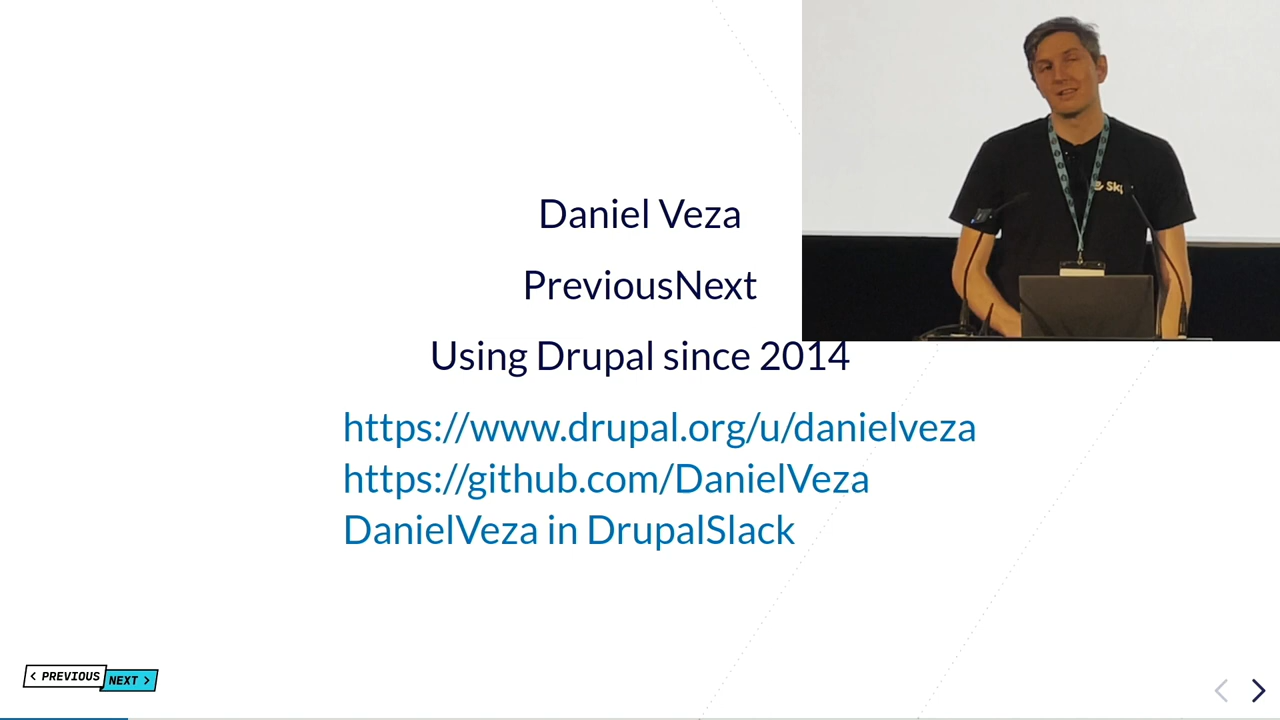 Daniel Veza
PreviousNext
Using Drupal since 2014
https://www.drupal.org/u/danielveza
https://github.com/DanielVeza
DanielVeza in DrupalSlack
< PREVIOUS
NEXT >